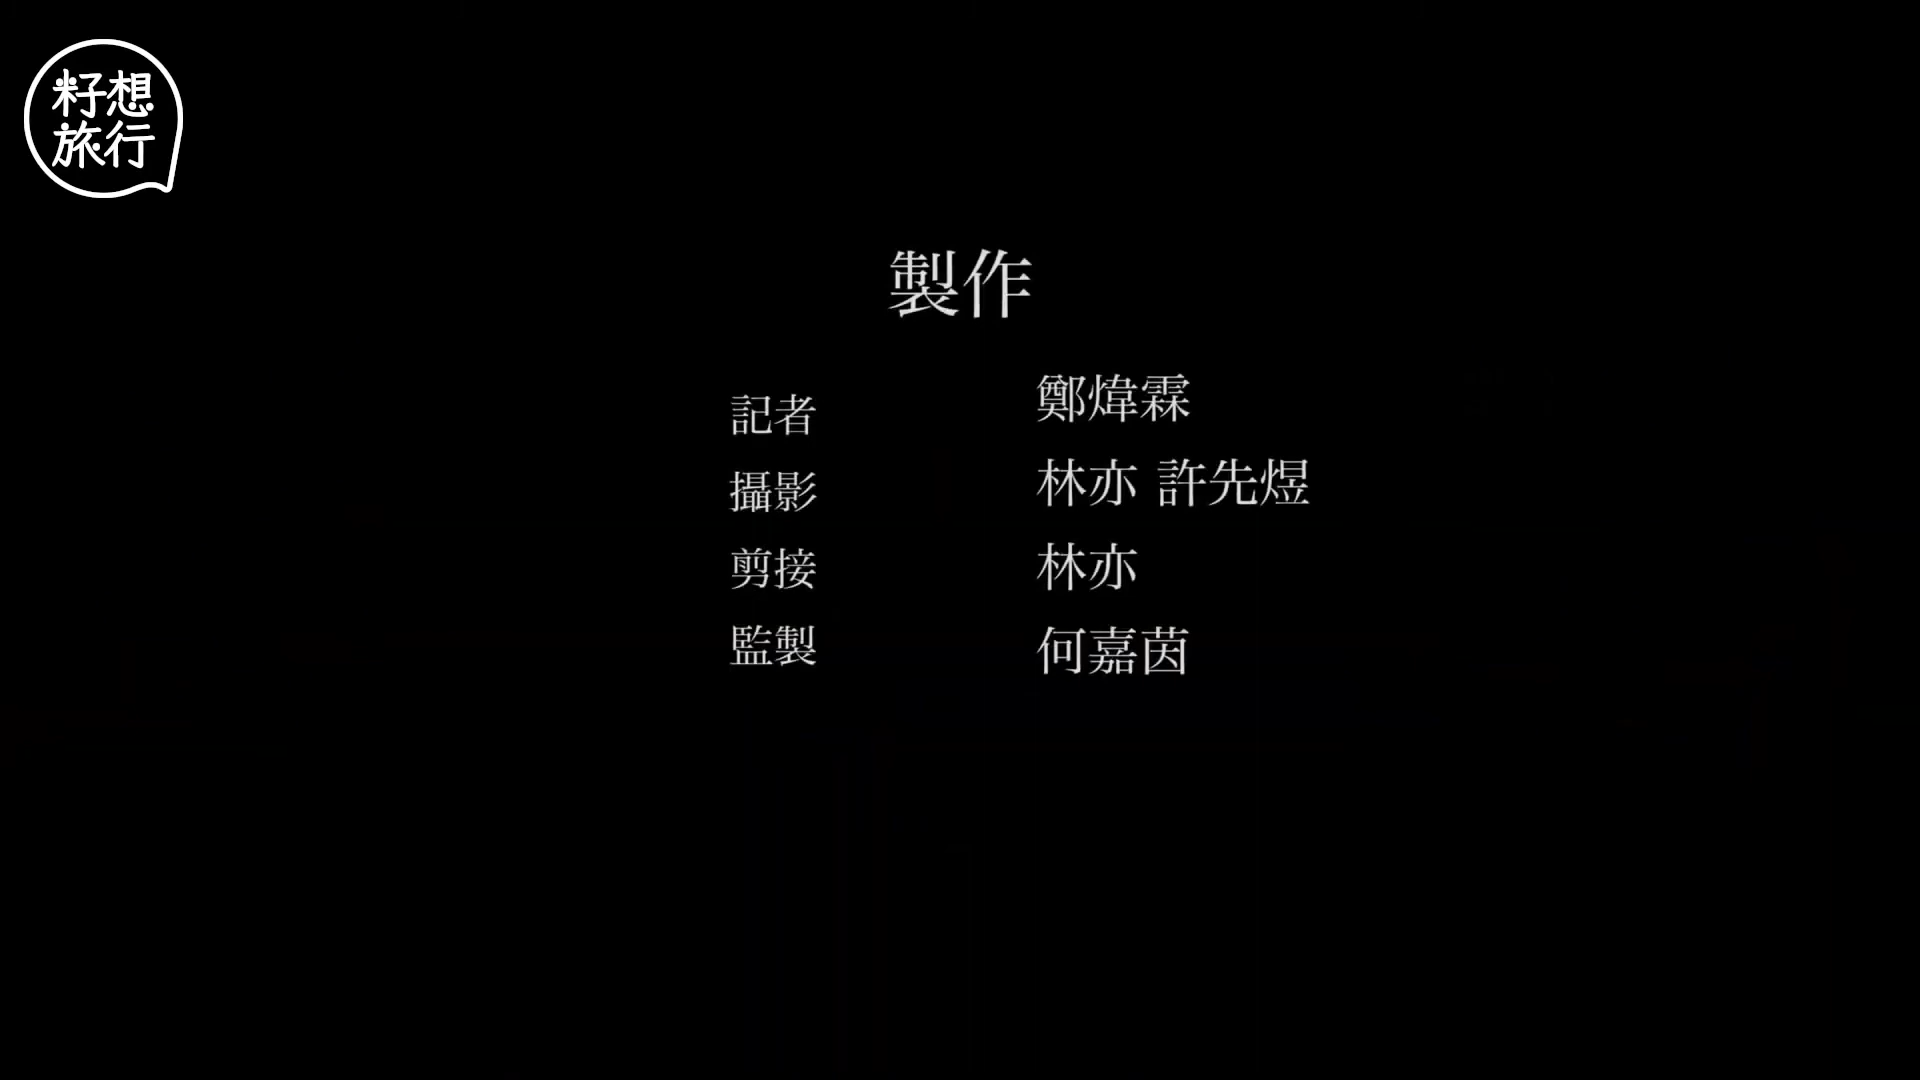 籽想
旅行
製作
記者 鄭煒霖
攝影 林亦 許先煜
剪接 林亦
監製 何嘉茵